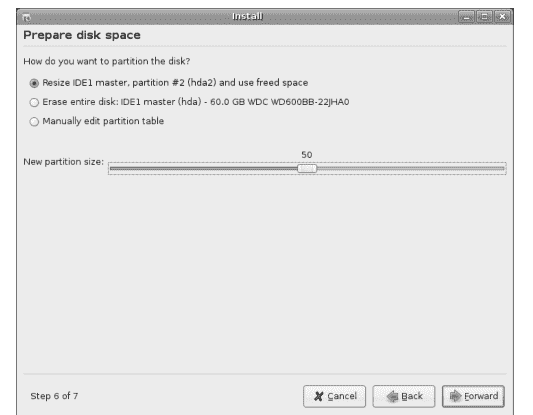 Install
Prepare disk space
How do you want to partition the disk?
Resize IDE1 master, partition #2 (hda2) and use freed space
Erase entire disk: IDE1 master (hda) - 60.0 GB WDC WD600BB-22JHA0
Manually edit partition table
50
New partition size:
Step 6 of 7
Cancel
Back
Forward